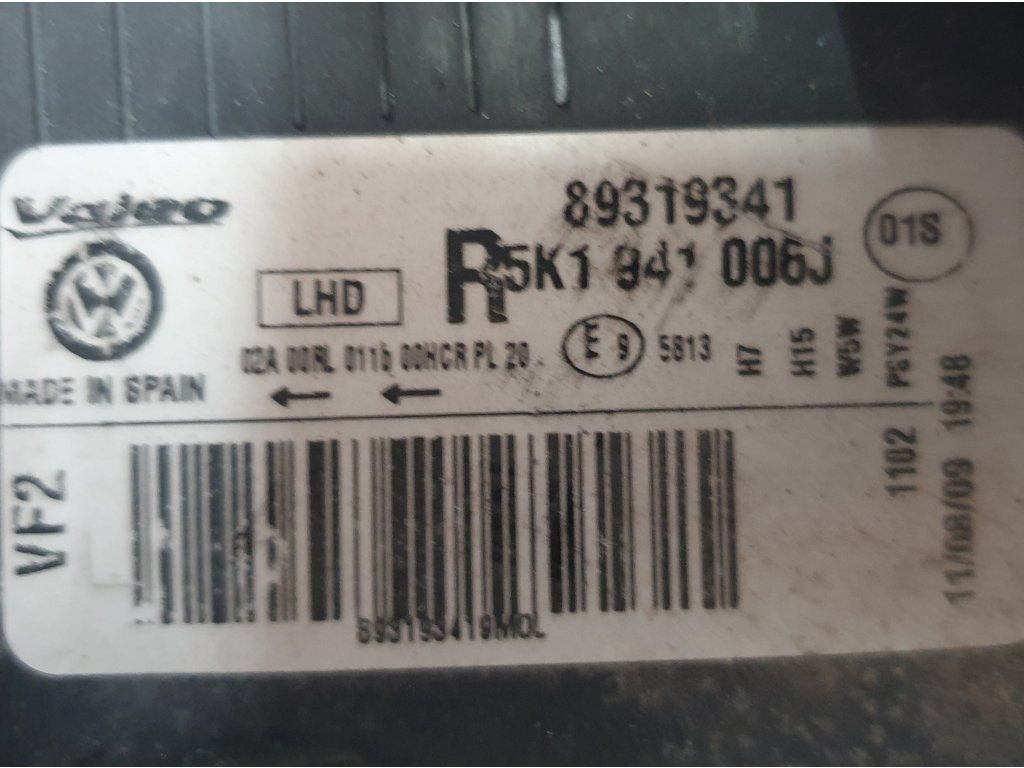 Valeo
89319341
01S
R 5K1 941 006J
LHD
02A 00RL 011b 00HCR PL 20
E 9 5813
H7
H15
W5W
PSY24W
MADE IN SPAIN
VF2
1102
11/08/09 19:48
893193419MOL